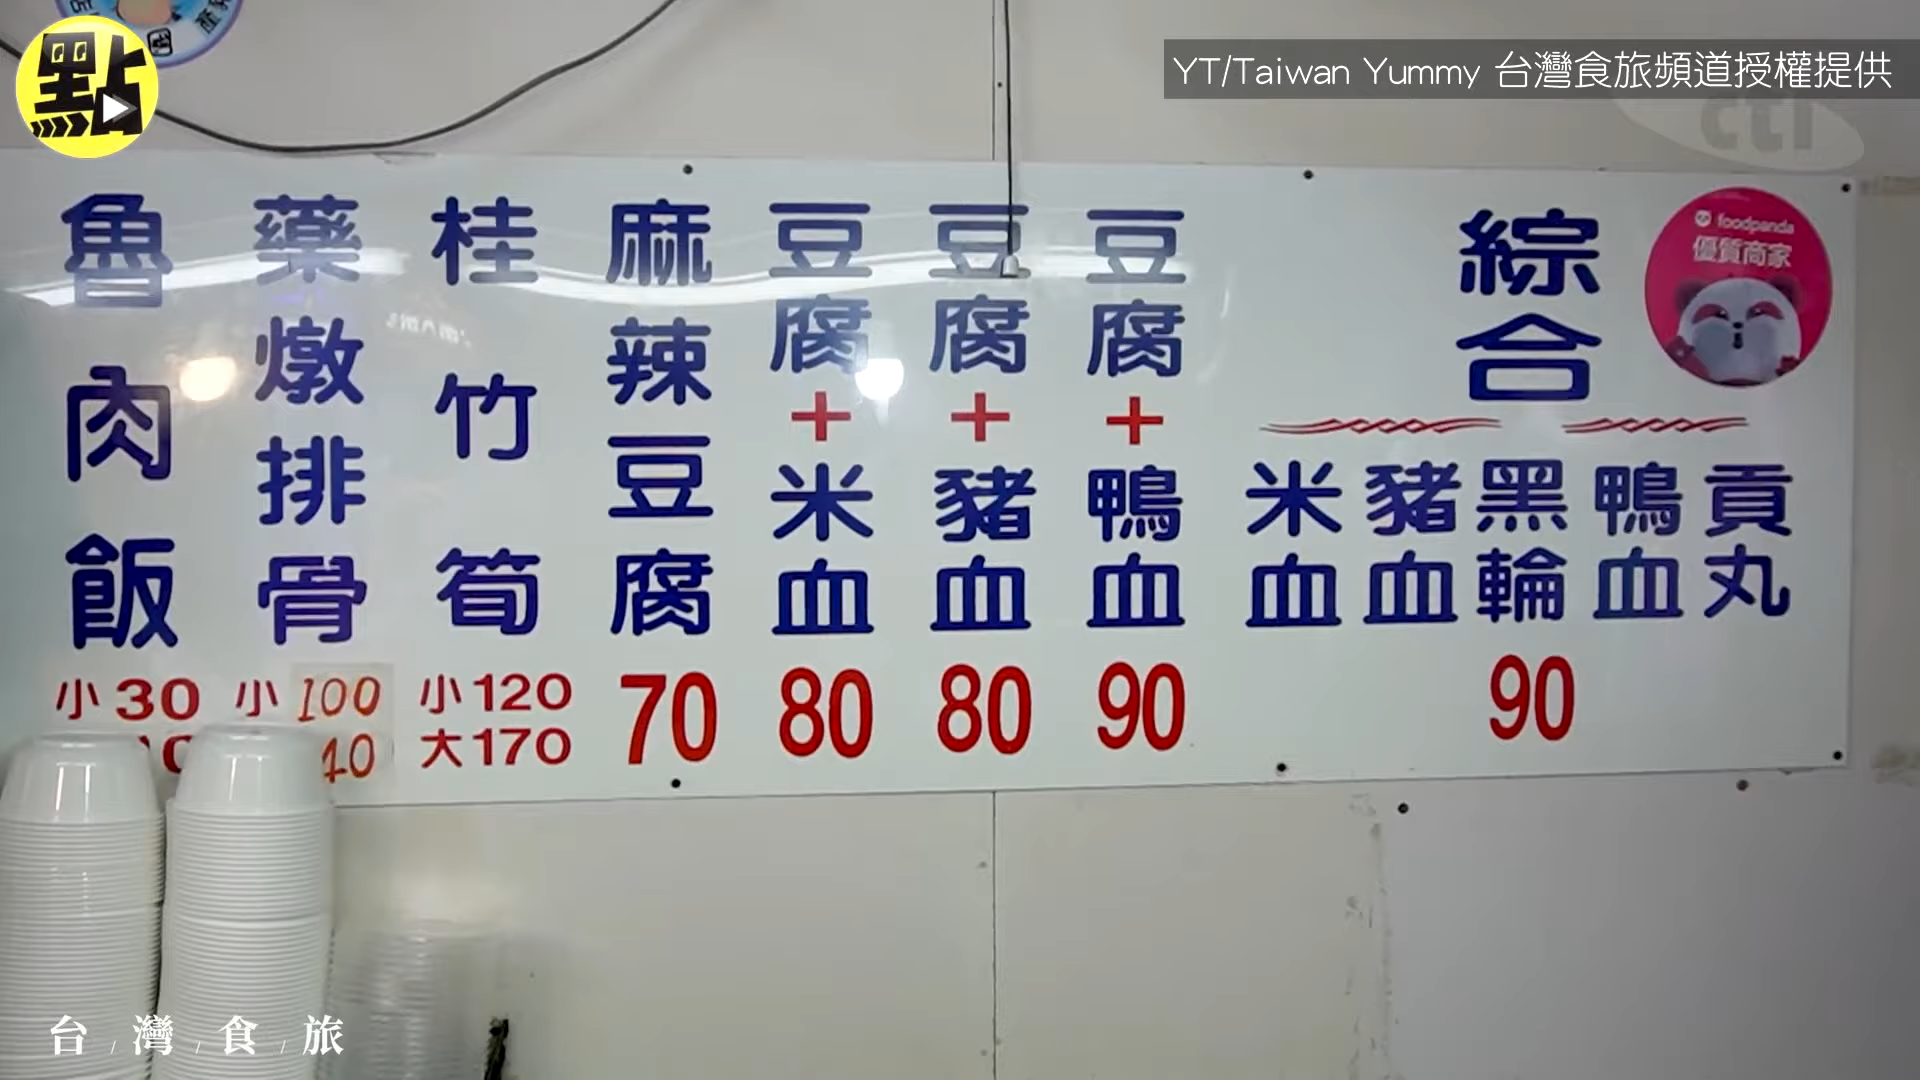 點
YT/Taiwan Yummy 台灣食旅頻道授權提供
cti
魯肉飯
小30
藥燉排骨
小100
40
桂竹筍
小120
大170
麻辣豆腐
70
豆腐+米血
80
豆腐+豬血
80
豆腐+鴨血
90
綜合
米血
豬血
黑輪
鴨血
貢丸
90
foodpanda
優質商家
台/灣/食/旅